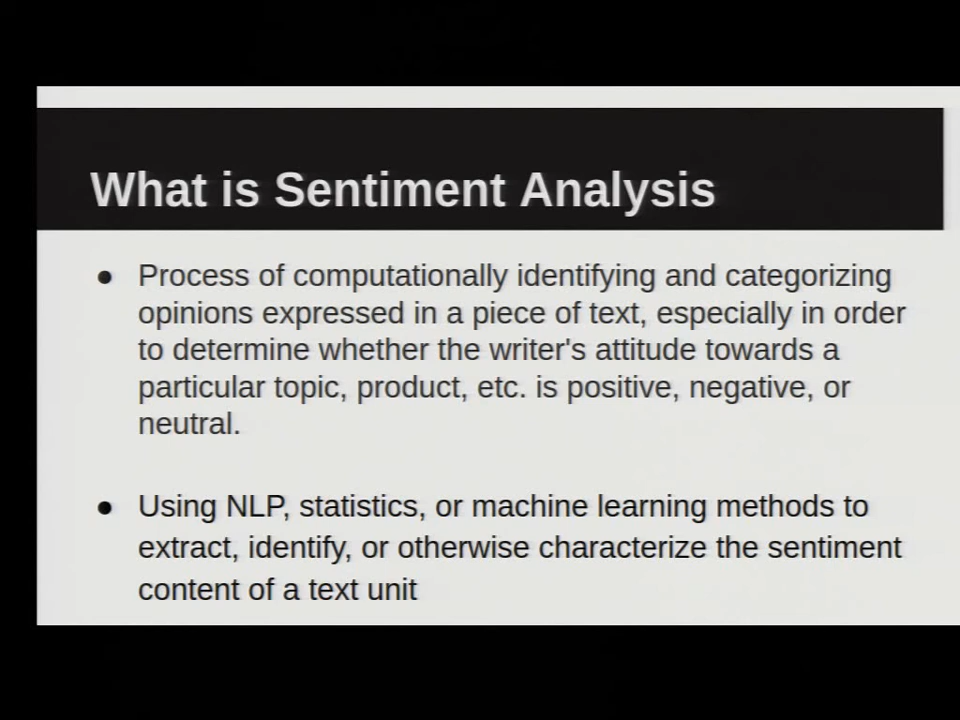 What is Sentiment Analysis
● Process of computationally identifying and categorizing
opinions expressed in a piece of text, especially in order
to determine whether the writer's attitude towards a
particular topic, product, etc. is positive, negative, or
neutral.
● Using NLP, statistics, or machine learning methods to
extract, identify, or otherwise characterize the sentiment
content of a text unit